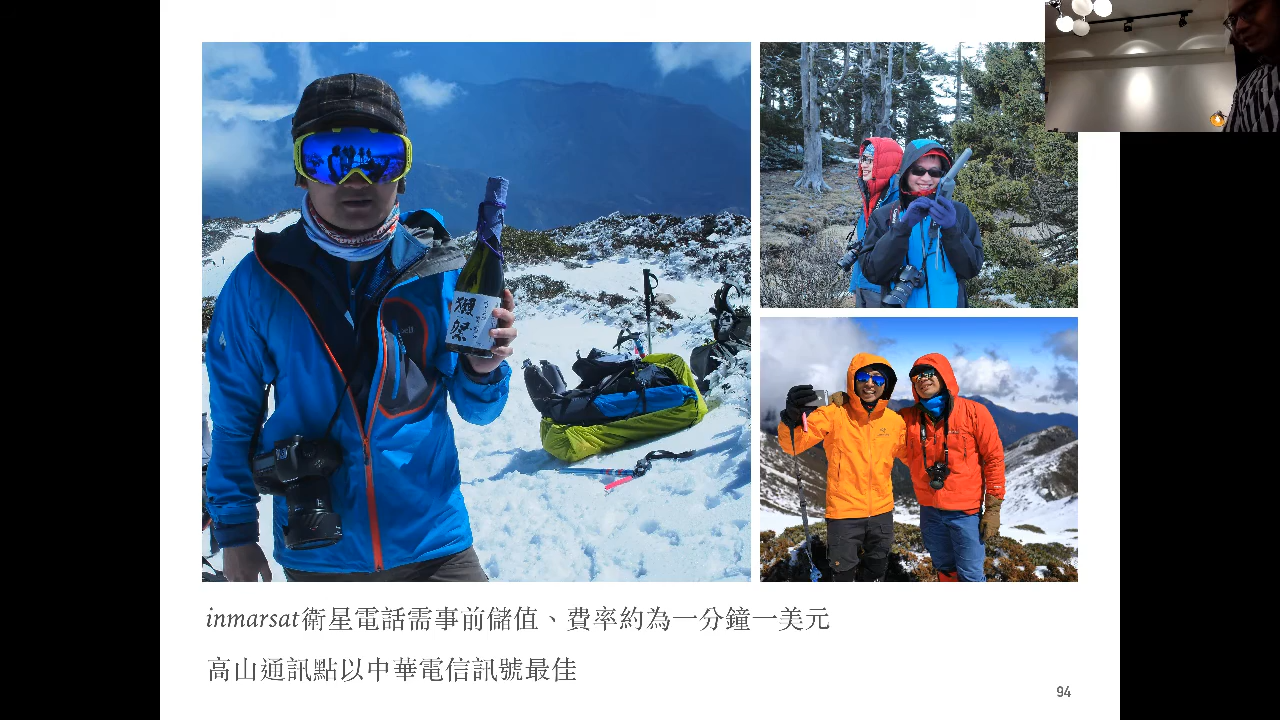 獺祭
inmarsat衛星電話需事前儲值、費率約為一分鐘一美元
高山通訊點以中華電信訊號最佳
94